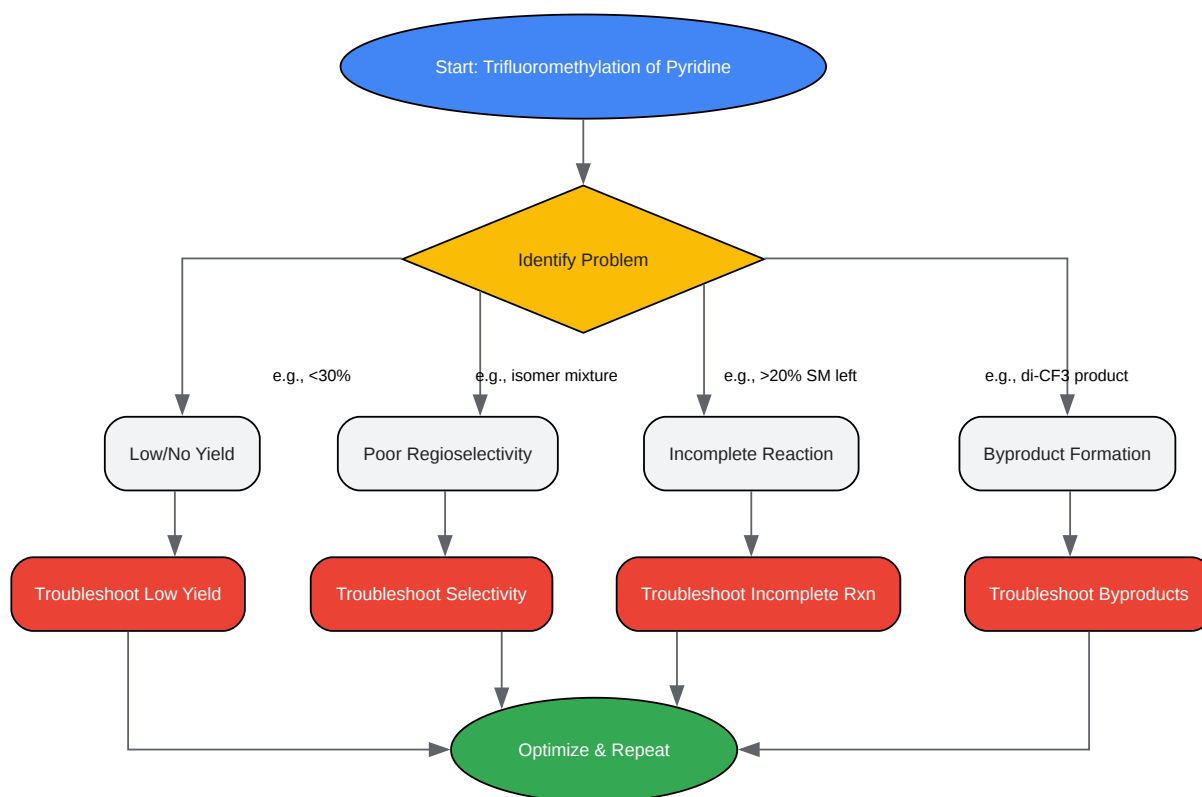 Start: Trifluoromethylation of Pyridine
Identify Problem
e.g., <30%
e.g., isomer mixture
e.g., >20% SM left
e.g., di-CF3 product
Low/No Yield
Poor Regioselectivity
Incomplete Reaction
Byproduct Formation
Troubleshoot Low Yield
Troubleshoot Selectivity
Troubleshoot Incomplete Rxn
Troubleshoot Byproducts
Optimize & Repeat